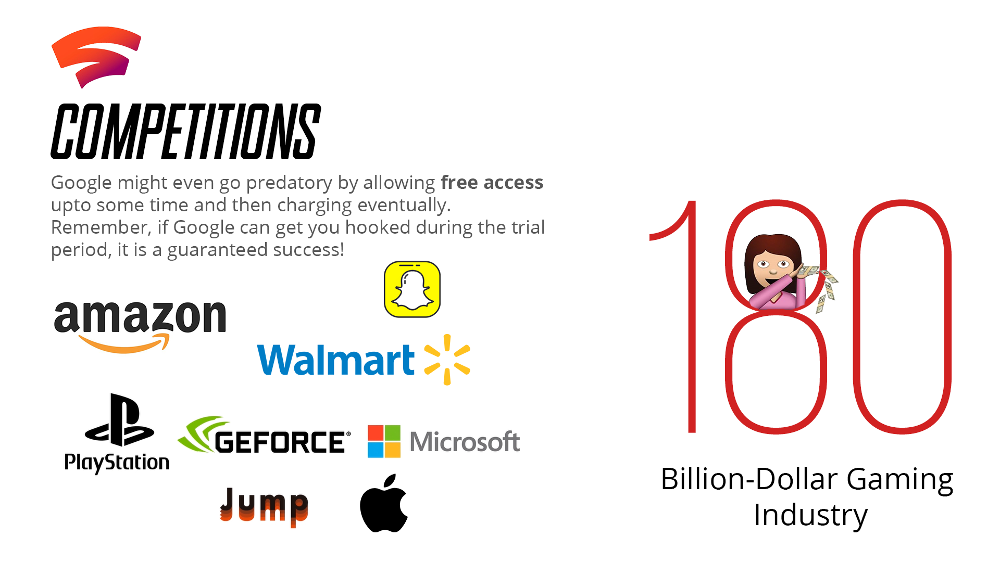 COMPETITIONS
Google might even go predatory by allowing free access
upto some time and then charging eventually.
Remember, if Google can get you hooked during the trial
period, it is a guaranteed success!
amazon
Walmart
PlayStation
GEFORCE®
Microsoft
Jump
180
Billion-Dollar Gaming
Industry